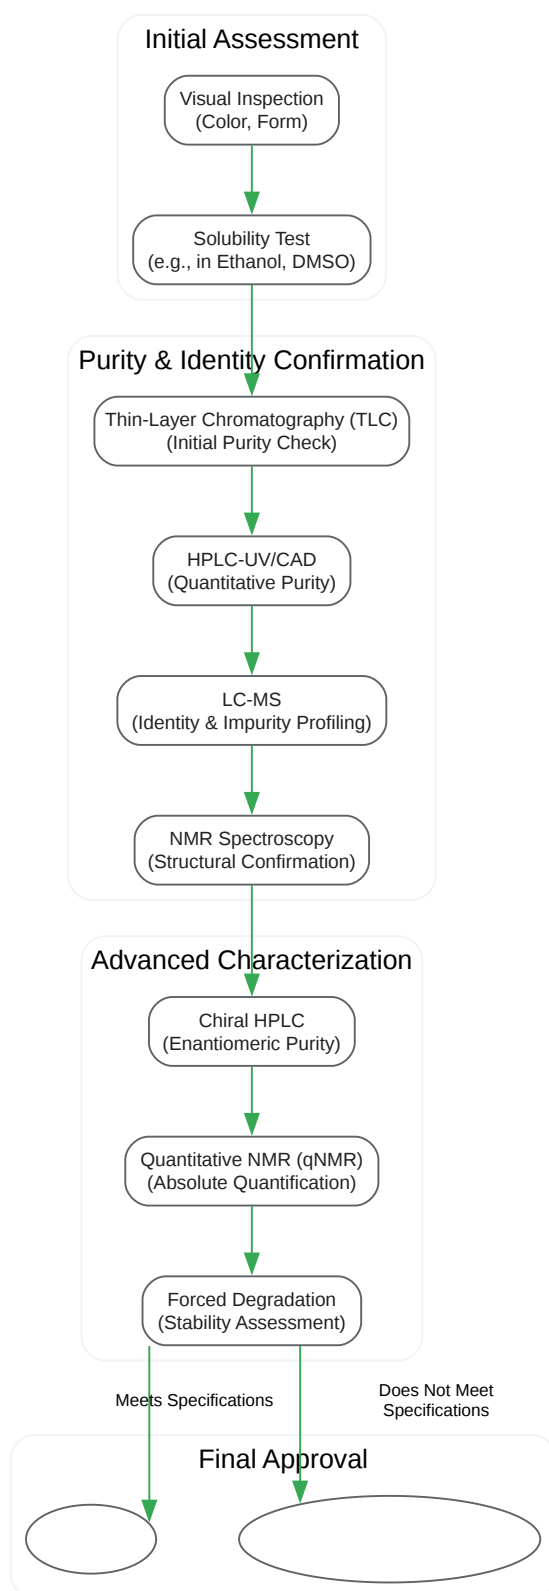 Initial Assessment
Visual Inspection
(Color, Form)
Solubility Test
(e.g., in Ethanol, DMSO)
Purity & Identity Confirmation
Thin-Layer Chromatography (TLC)
(Initial Purity Check)
HPLC-UV/CAD
(Quantitative Purity)
LC-MS
(Identity & Impurity Profiling)
NMR Spectroscopy
(Structural Confirmation)
Advanced Characterization
Chiral HPLC
(Enantiomeric Purity)
Quantitative NMR (qNMR)
(Absolute Quantification)
Forced Degradation
(Stability Assessment)
Meets Specifications
Does Not Meet
Specifications
Final Approval